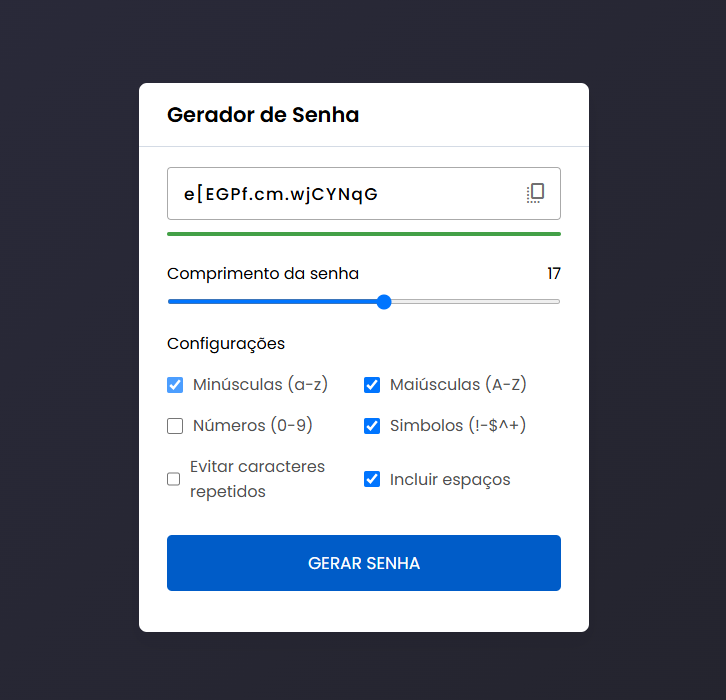 Gerador de Senha
e[EGPf.cm.wjCYNqG
Comprimento da senha 17
Configurações
Minúsculas (a-z) Maiúsculas (A-Z)
Números (0-9) Simbolos (!-$^+)
Evitar caracteres
repetidos
Incluir espaços
GERAR SENHA